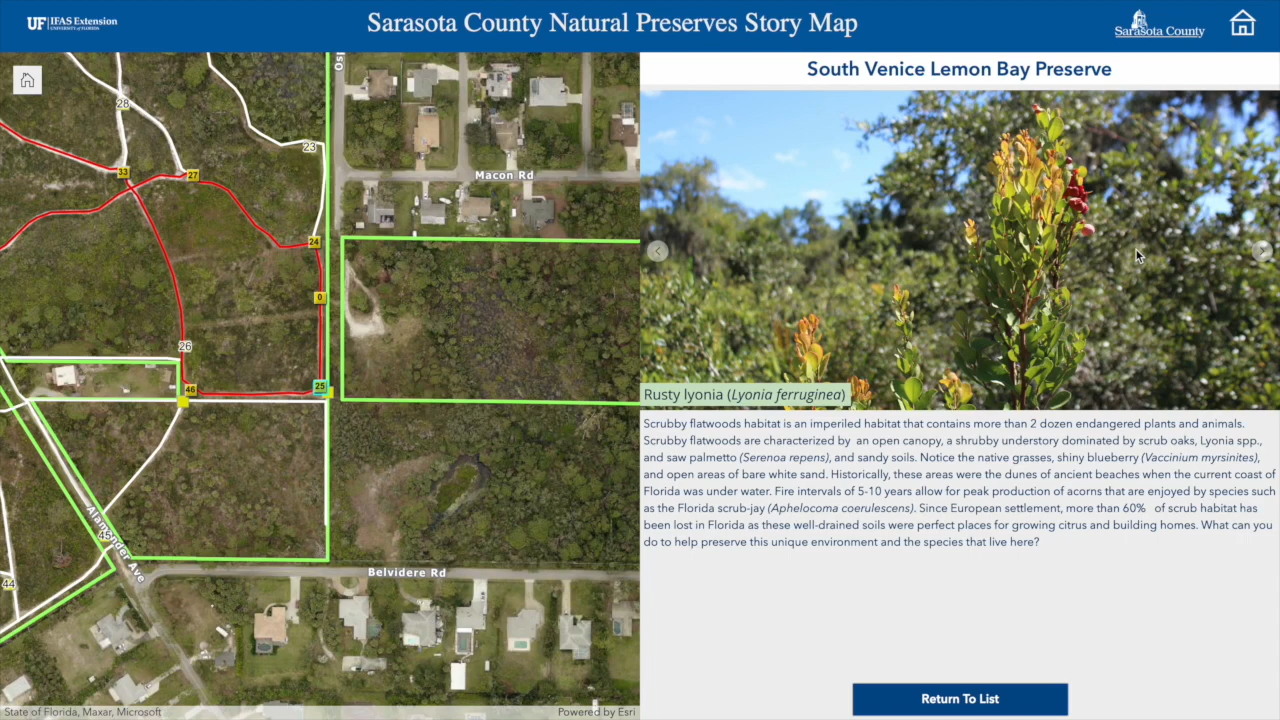 UF IFAS Extension
UNIVERSITY of FLORIDA
Sarasota County Natural Preserves Story Map
Sarasota County
South Venice Lemon Bay Preserve
28
23
33
27
24
0
26
46
25
45
44
Macon Rd
Alamander Ave
Belvidere Rd
State of Florida, Maxar, Microsoft
Powered by Esri
Rusty lyonia (Lyonia ferruginea)
Scrubby flatwoods habitat is an imperiled habitat that contains more than 2 dozen endangered plants and animals.
Scrubby flatwoods are characterized by an open canopy, a shrubby understory dominated by scrub oaks, Lyonia spp.,
and saw palmetto (Serenoa repens), and sandy soils. Notice the native grasses, shiny blueberry (Vaccinium myrsinites),
and open areas of bare white sand. Historically, these areas were the dunes of ancient beaches when the current coast of
Florida was under water. Fire intervals of 5-10 years allow for peak production of acorns that are enjoyed by species such
as the Florida scrub-jay (Aphelocoma coerulescens). Since European settlement, more than 60% of scrub habitat has
been lost in Florida as these well-drained soils were perfect places for growing citrus and building homes. What can you
do to help preserve this unique environment and the species that live here?
Return To List